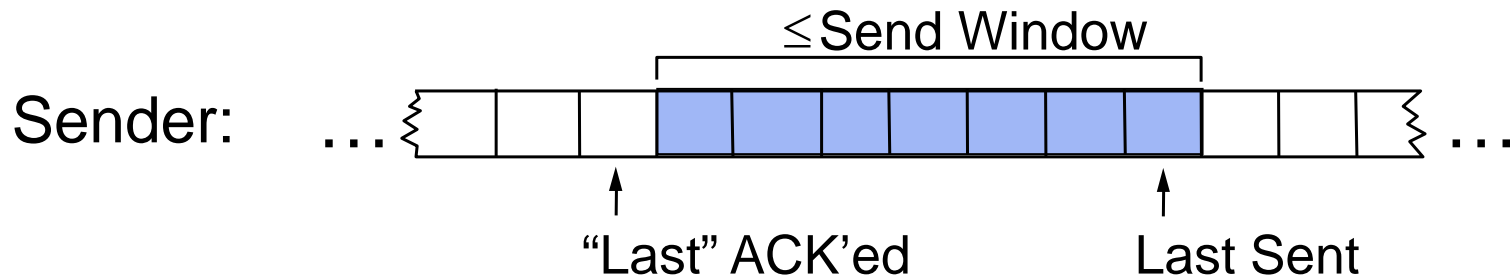 ≤Send Window
Sender:
...
...
“Last” ACK’ed
Last Sent